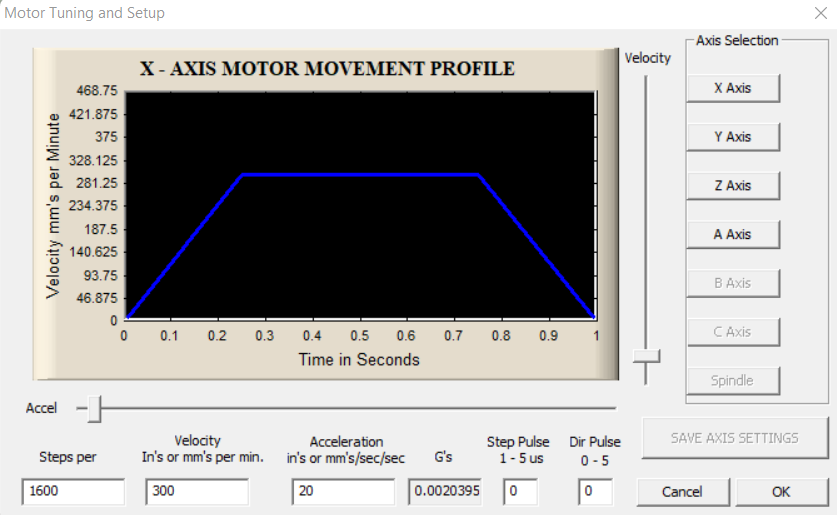 Motor Tuning and Setup
X - AXIS MOTOR MOVEMENT PROFILE
Velocity mm's per Minute
468.75
421.875
375
328.125
281.25
234.375
187.5
140.625
93.75
46.875
0
0 0.1 0.2 0.3 0.4 0.5 0.6 0.7 0.8 0.9 1
Time in Seconds
Velocity
Axis Selection
X Axis
Y Axis
Z Axis
A Axis
B Axis
C Axis
Spindle
Accel
Steps per
Velocity
In's or mm's per min.
Acceleration
in's or mm's/sec/sec
G's
Step Pulse
1 - 5 us
Dir Pulse
0 - 5
1600
300
20
0.0020395
0
0
SAVE AXIS SETTINGS
Cancel
OK